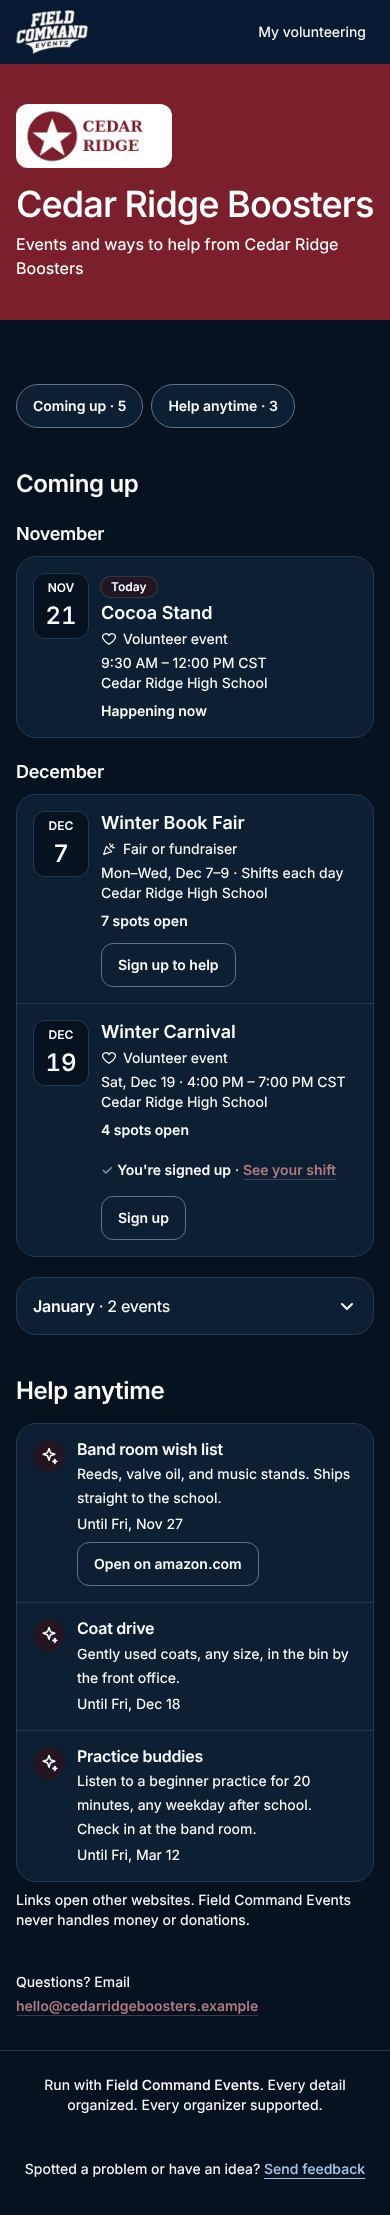 FIELD
COMMAND
EVENTS
My volunteering
CEDAR
RIDGE
Cedar Ridge Boosters
Events and ways to help from Cedar Ridge
Boosters
Coming up · 5
Help anytime · 3
Coming up
November
NOV
21
Today
Cocoa Stand
Volunteer event
9:30 AM – 12:00 PM CST
Cedar Ridge High School
Happening now
December
DEC
7
Winter Book Fair
Fair or fundraiser
Mon–Wed, Dec 7–9 · Shifts each day
Cedar Ridge High School
7 spots open
Sign up to help
DEC
19
Winter Carnival
Volunteer event
Sat, Dec 19 · 4:00 PM – 7:00 PM CST
Cedar Ridge High School
4 spots open
✓ You're signed up · See your shift
Sign up
January · 2 events
Help anytime
Band room wish list
Reeds, valve oil, and music stands. Ships
straight to the school.
Until Fri, Nov 27
Open on amazon.com
Coat drive
Gently used coats, any size, in the bin by
the front office.
Until Fri, Dec 18
Practice buddies
Listen to a beginner practice for 20
minutes, any weekday after school.
Check in at the band room.
Until Fri, Mar 12
Links open other websites. Field Command Events
never handles money or donations.
Questions? Email
hello@cedarridgeboosters.example
Run with Field Command Events. Every detail
organized. Every organizer supported.
Spotted a problem or have an idea? Send feedback